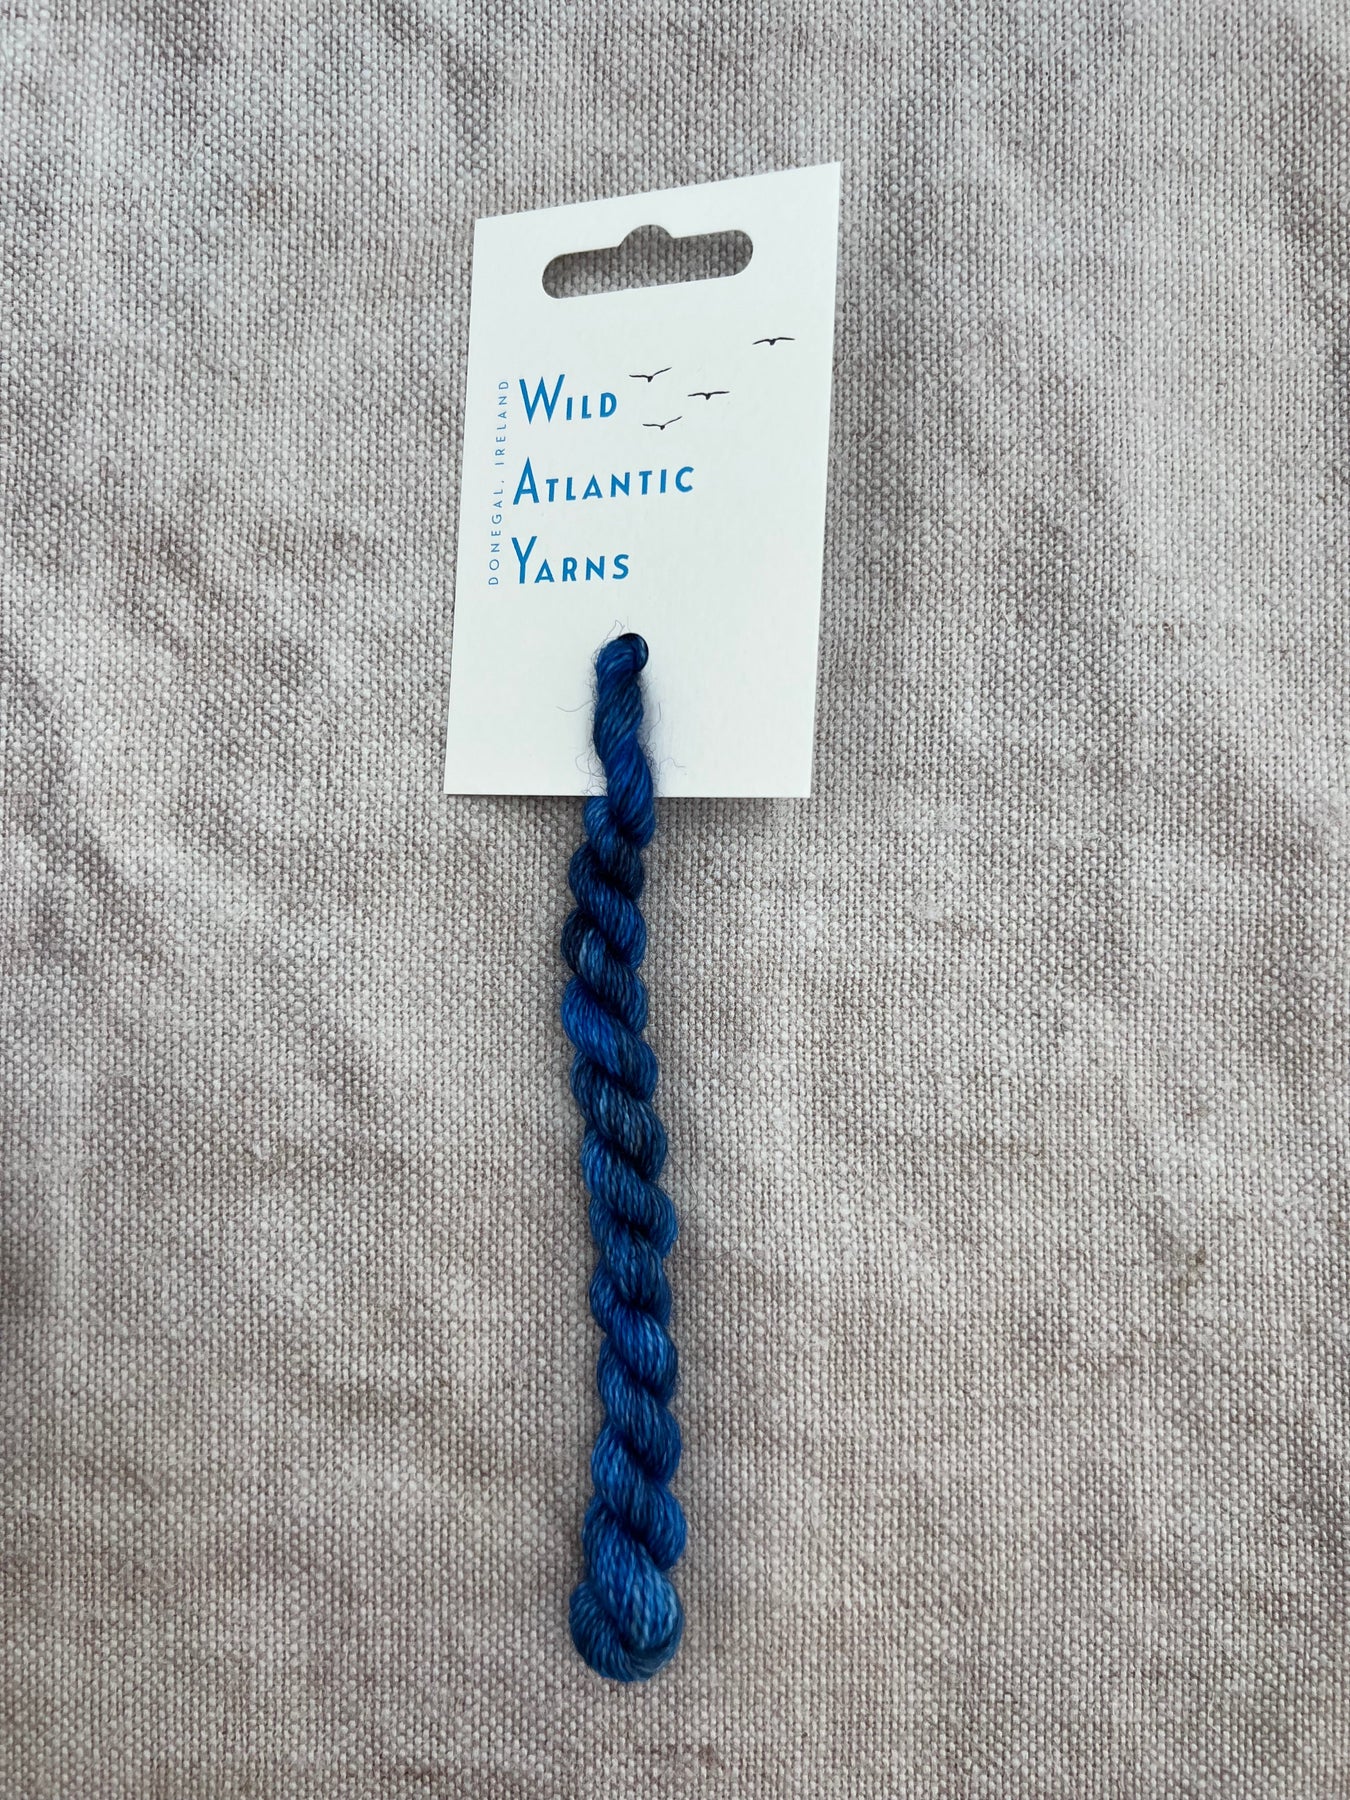 Wild
Atlantic
Yarns
DONEGAL, IRELAND